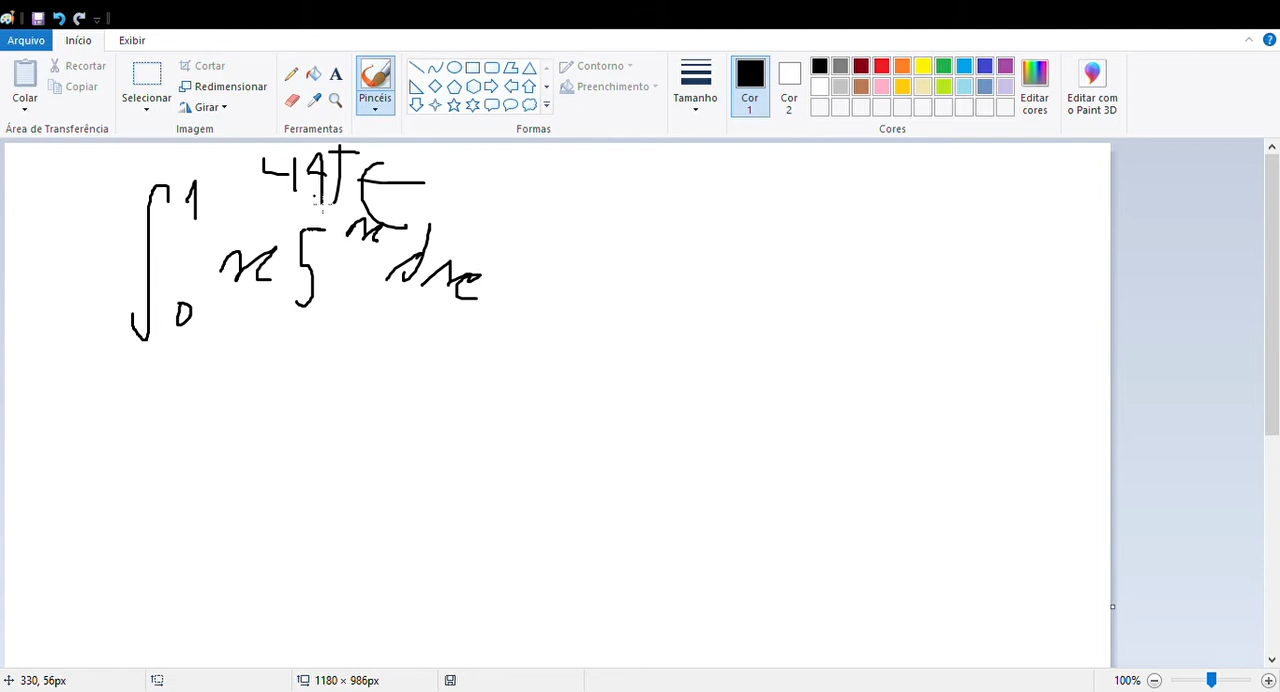 Arquivo Início Exibir
Colar
Recortar
Copiar
Área de Transferência
Selecionar
Cortar
Redimensionar
Girar
Imagem
A
Ferramentas
Pincéis
Contorno
Preenchimento
Formas
Tamanho
Cor 1
Cor 2
Editar cores
Cores
Editar com o Paint 3D
∫ 1 0 x 5 x dx
330, 56px
1180 × 986px
100%